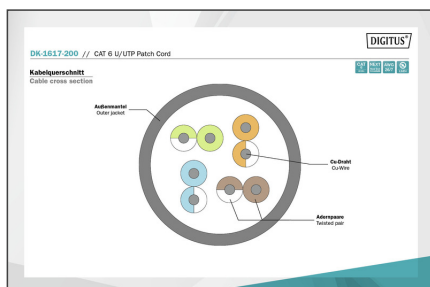 DIGITUS®
DK-1617-200 // CAT 6 U/UTP Patch Cord
Kabelquerschnitt
Cable cross section
Außenmantel
Outer jacket
Cu-Draht
Cu-Wire
Adernpaare
Twisted pair